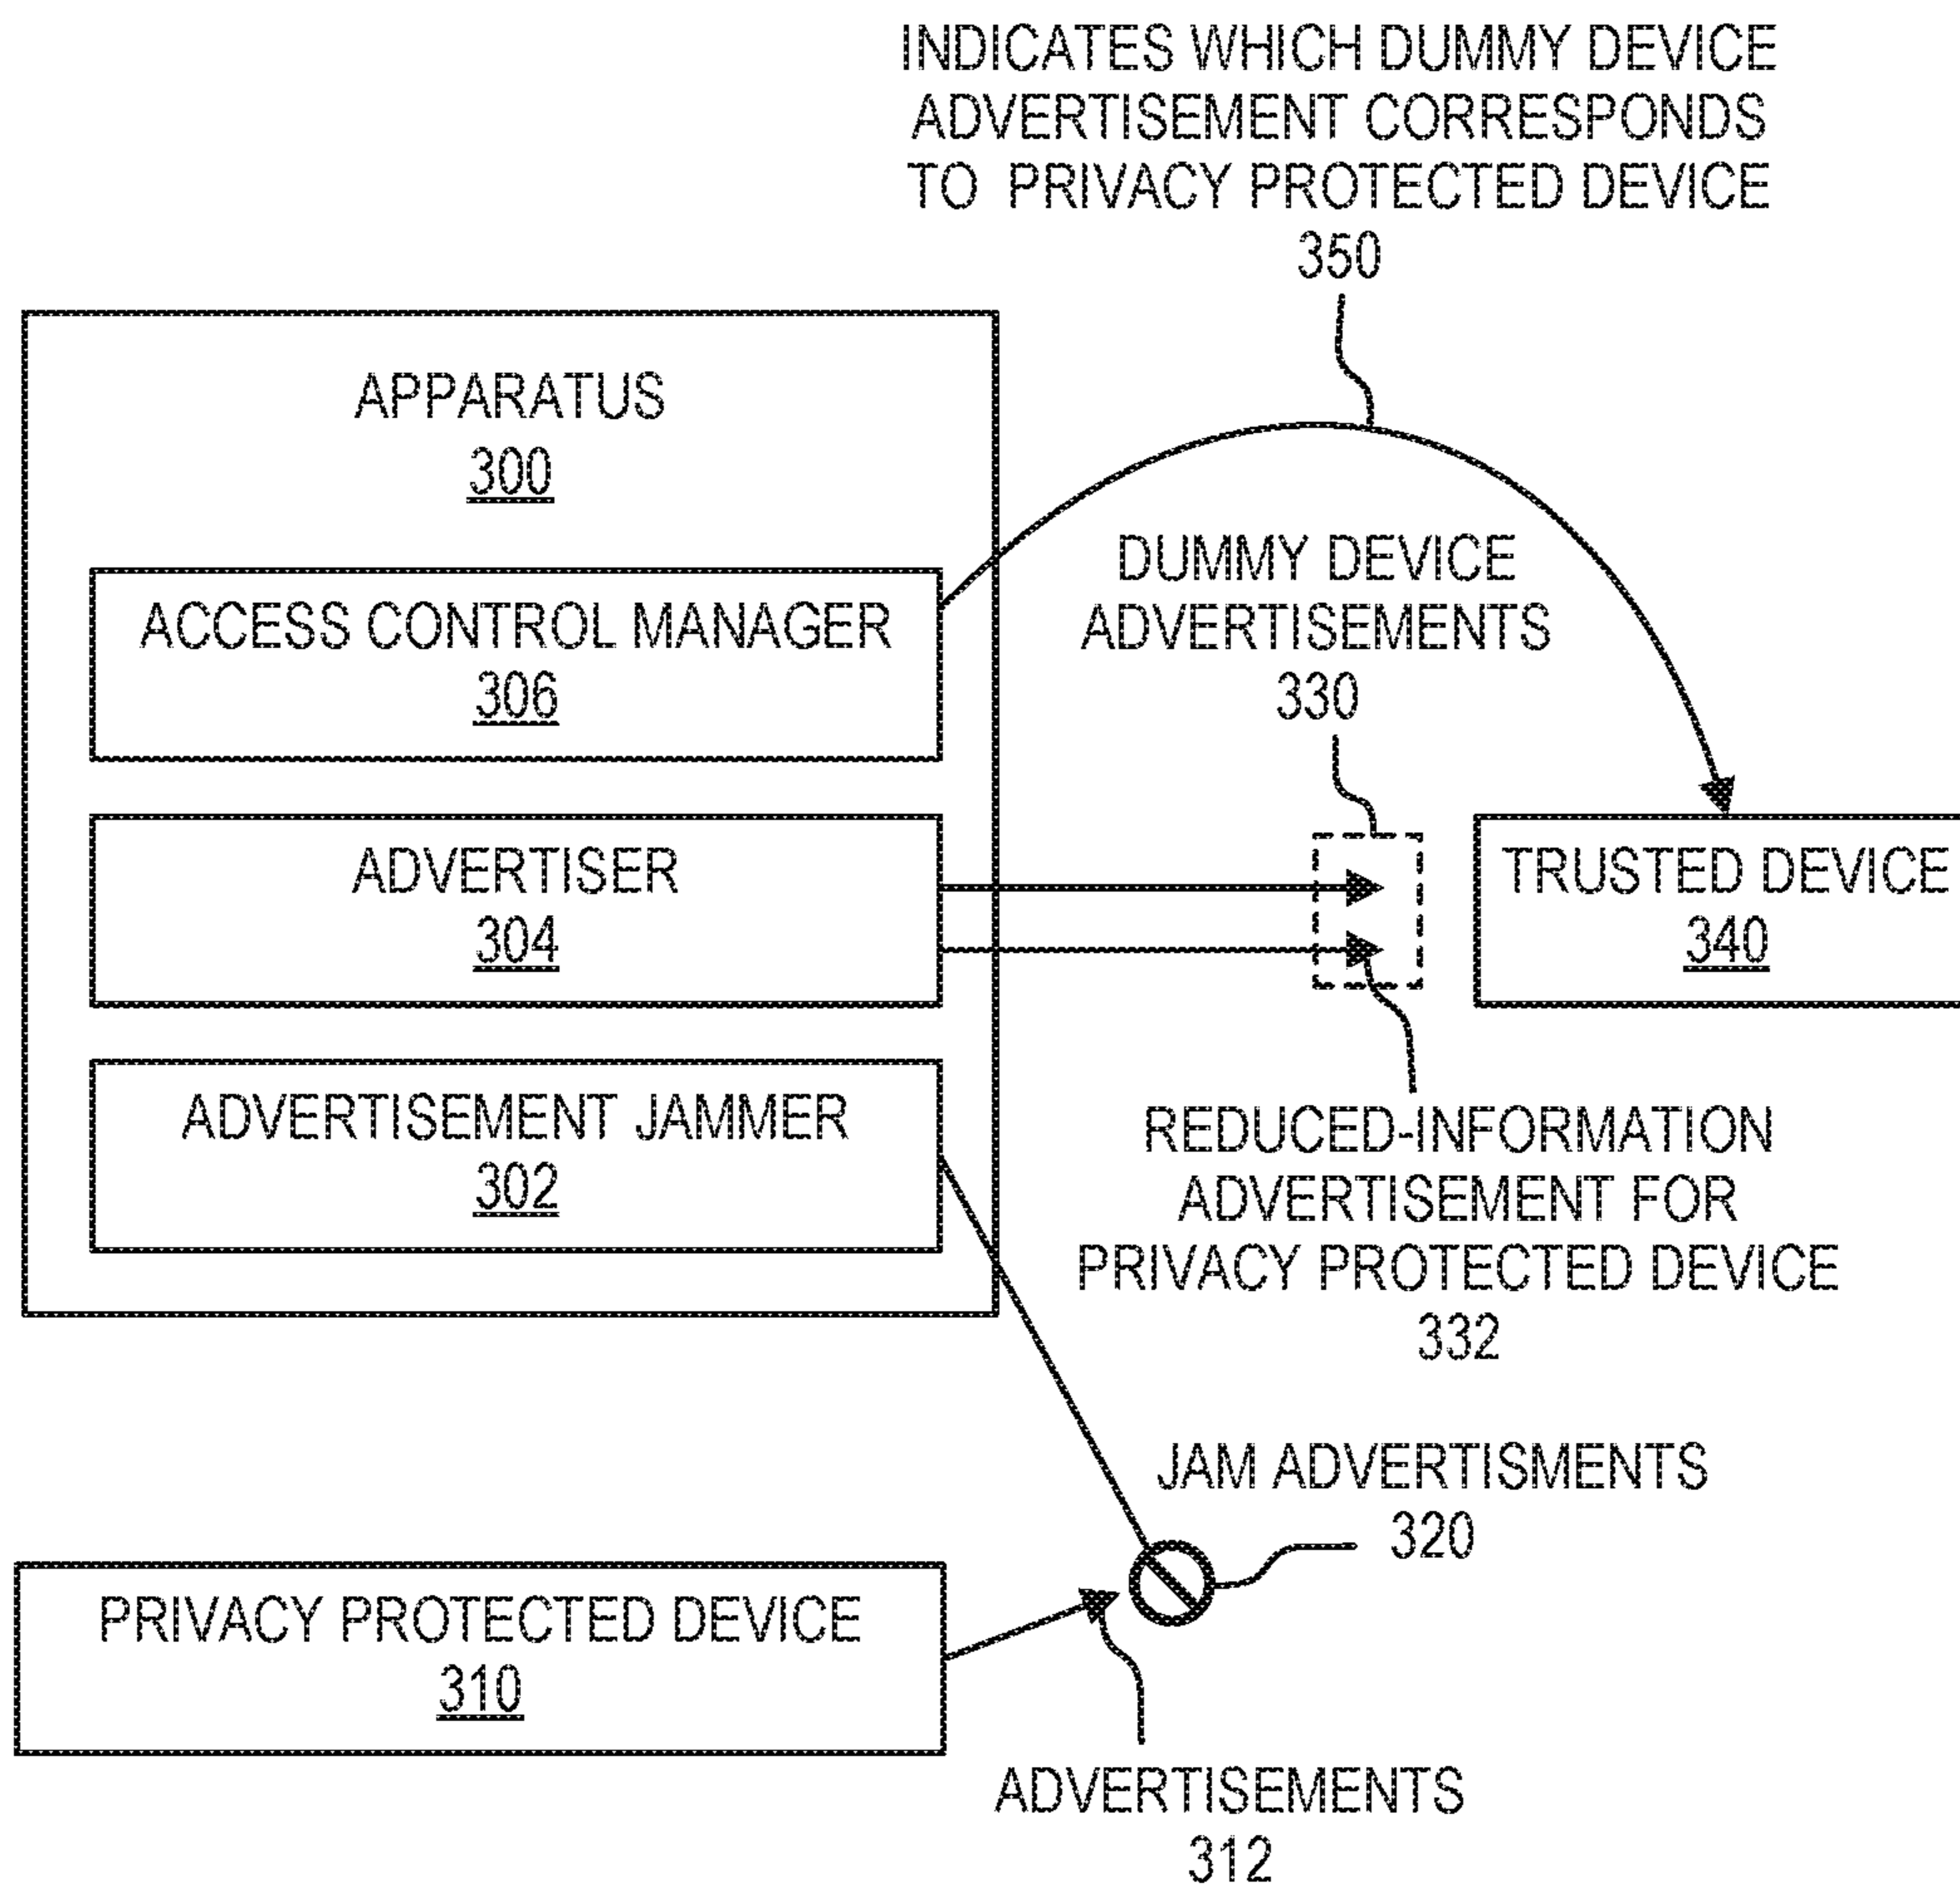 INDICATES WHICH DUMMY DEVICE
ADVERTISEMENT CORRESPONDS
TO PRIVACY PROTECTED DEVICE
350
APPARATUS
300
ACCESS CONTROL MANAGER
306
DUMMY DEVICE
ADVERTISEMENTS
330
ADVERTISER
304
TRUSTED DEVICE
340
ADVERTISEMENT JAMMER
302
REDUCED-INFORMATION
ADVERTISEMENT FOR
PRIVACY PROTECTED DEVICE
332
JAM ADVERTISMENTS
320
PRIVACY PROTECTED DEVICE
310
ADVERTISEMENTS
312